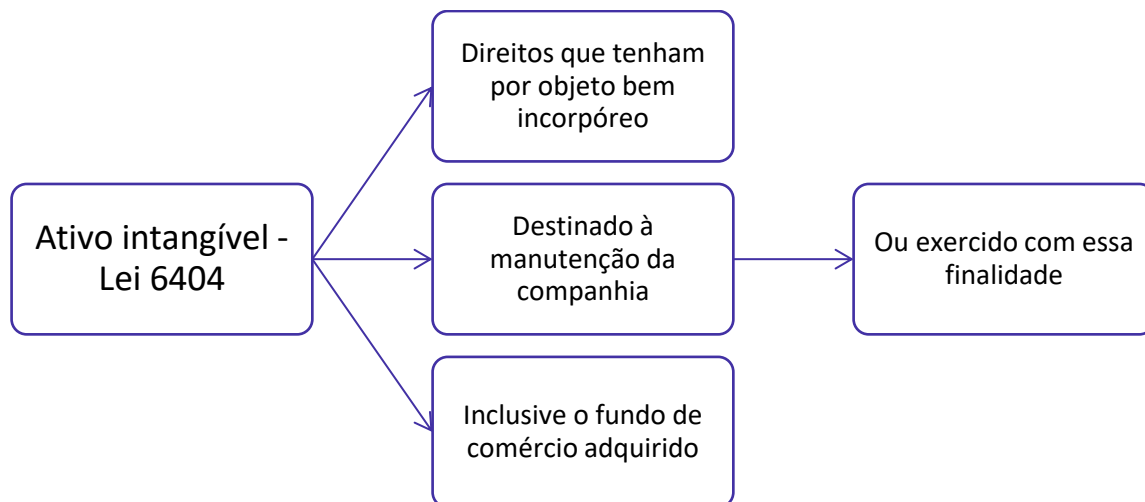 Ativo intangível -
Lei 6404
Direitos que tenham
por objeto bem
incorpóreo
Destinado à
manutenção da
companhia
Ou exercido com essa
finalidade
Inclusive o fundo de
comércio adquirido